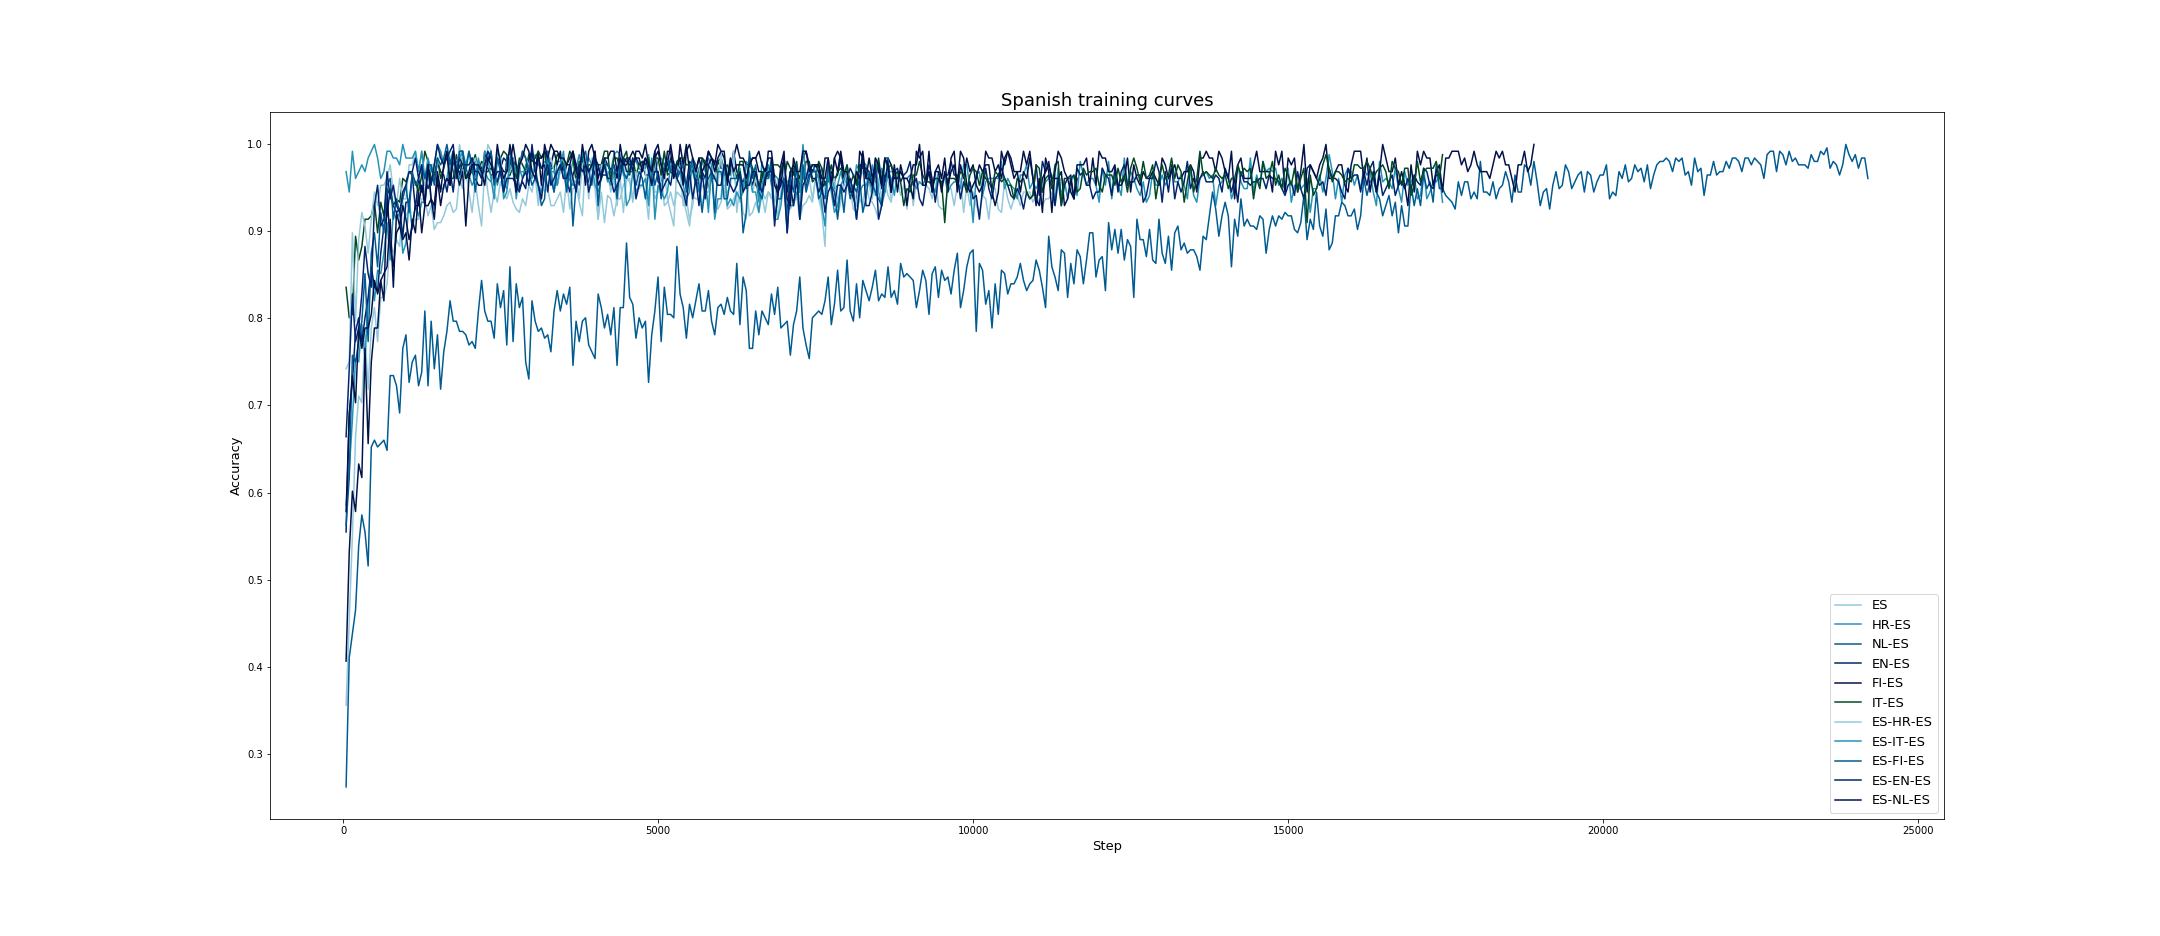 Spanish training curves
1.0
0.9
0.8
0.7
0.6
0.5
0.4
0.3
Accuracy
0
5000
10000
15000
20000
25000
Step
ES
HR-ES
NL-ES
EN-ES
FI-ES
IT-ES
ES-HR-ES
ES-IT-ES
ES-FI-ES
ES-EN-ES
ES-NL-ES